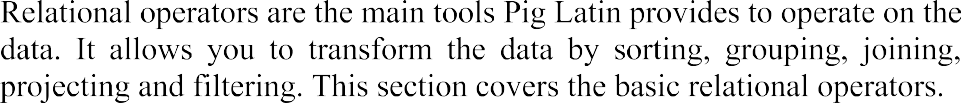 Relational operators are the main tools Pig Latin provides to operate on the
data. It allows you to transform the data by sorting, grouping, joining,
projecting and filtering. This section covers the basic relational operators.